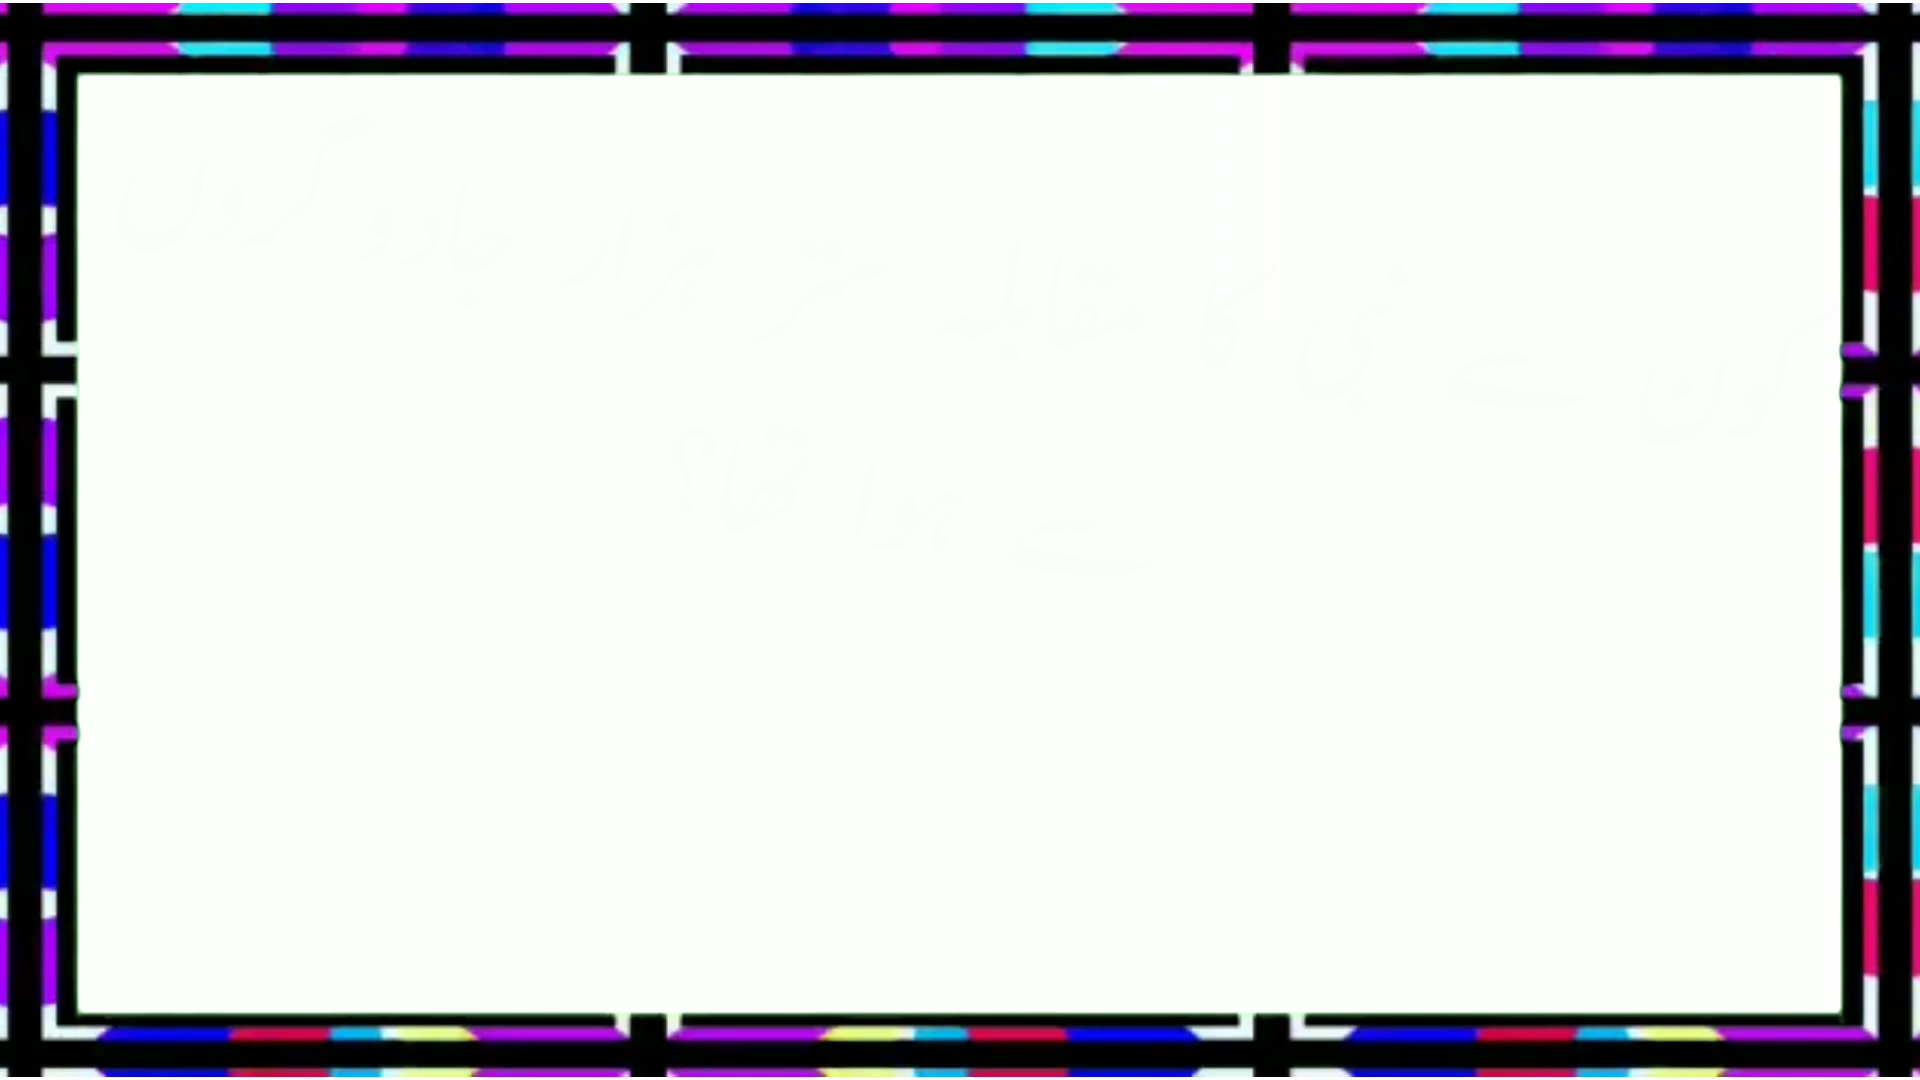 کون سے نبی کا مقابلہ ستر ہزار جادوگروں
سے ہوا تھا؟